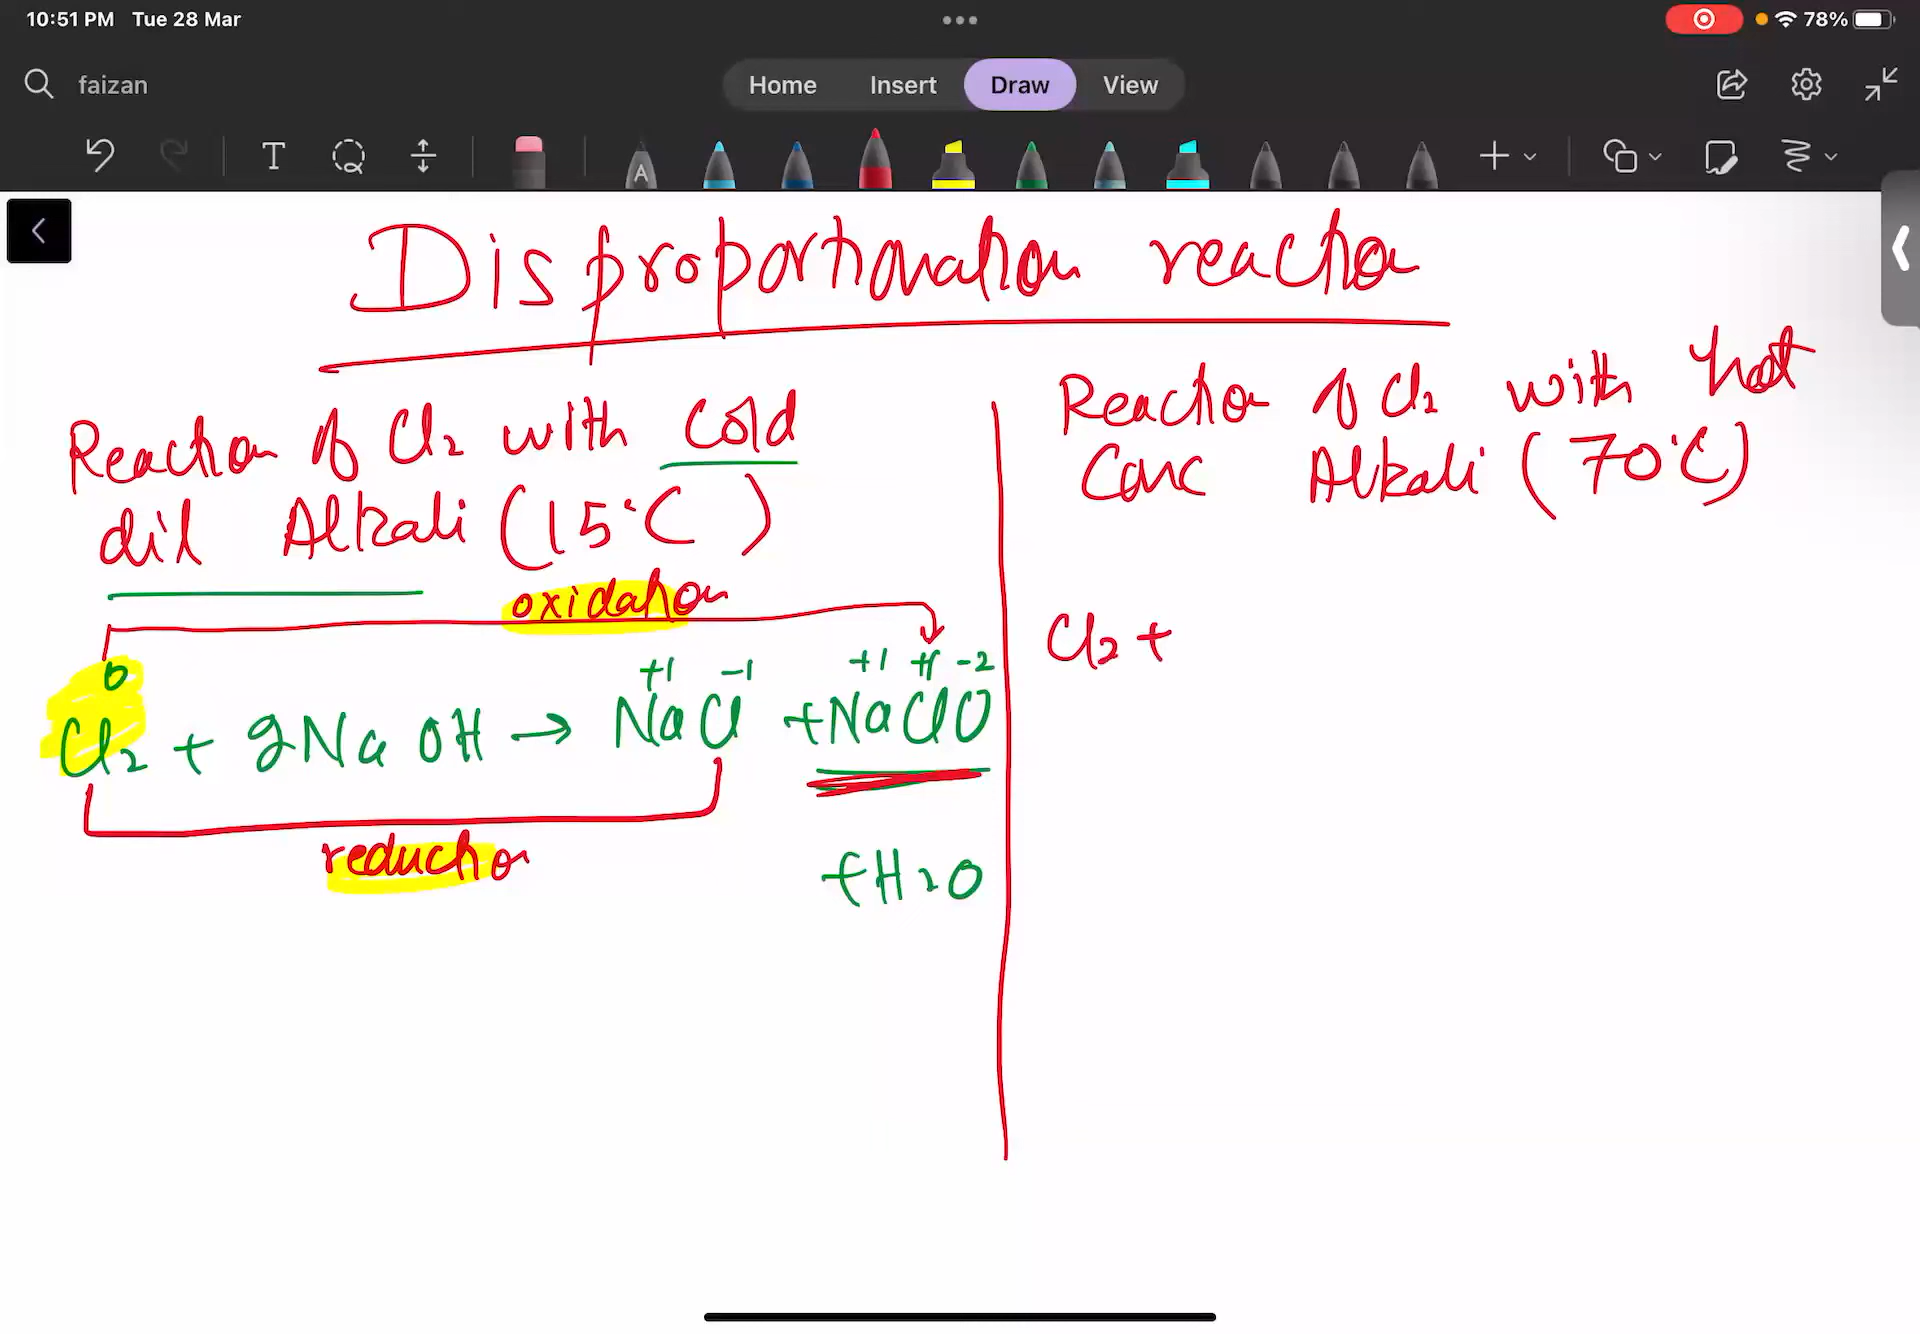 10:51 PM Tue 28 Mar
78%
faizan
Home Insert Draw View
T
A
Disproportionation reaction
Reaction of Cl2 with cold
dil Alkali (15°C)
oxidation
0 +1 -1 +1 +1 -2
Cl2 + 2NaOH → NaCl + NaClO
reduction
+H2O
Reaction of Cl2 with hot
Conc Alkali (70°C)
Cl2 +